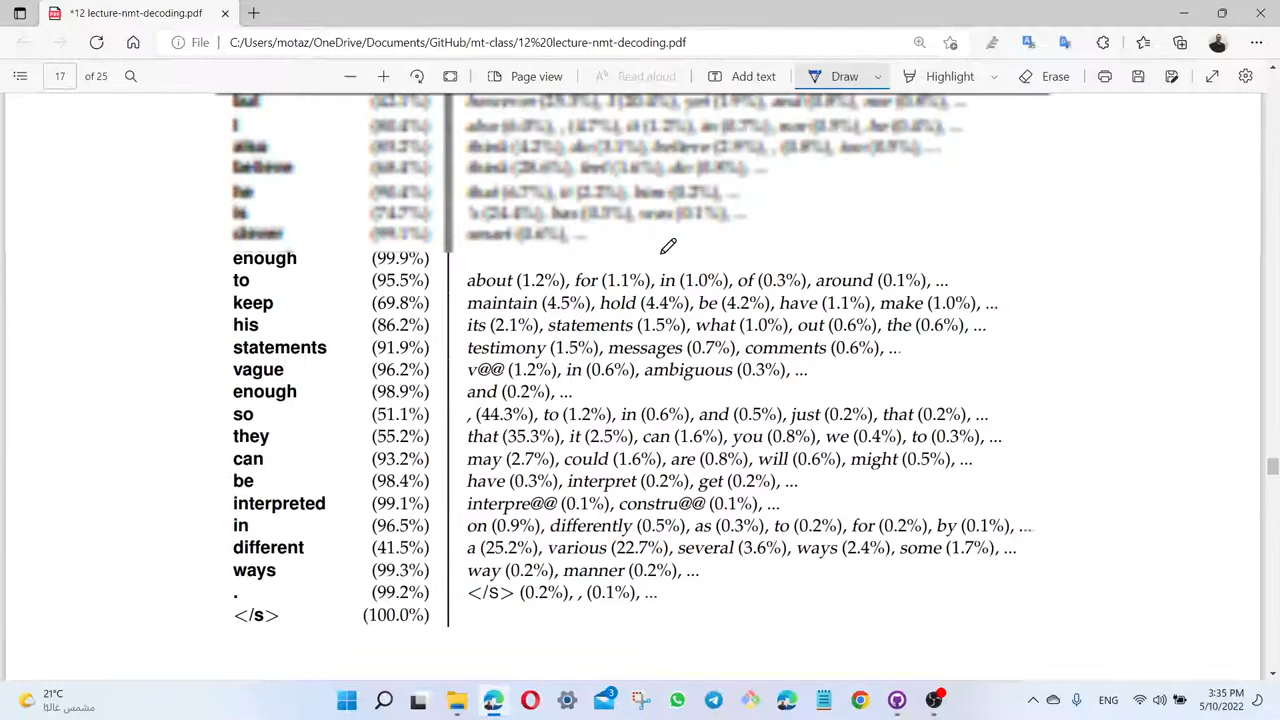 *12 lecture-nmt-decoding.pdf
File C:/Users/motaz/OneDrive/Documents/GitHub/mt-class/12%20lecture-nmt-decoding.pdf
17 of 25 Page view Read aloud Add text Draw Highlight Erase
enough (99.9%)
to (95.5%) about (1.2%), for (1.1%), in (1.0%), of (0.3%), around (0.1%), ...
keep (69.8%) maintain (4.5%), hold (4.4%), be (4.2%), have (1.1%), make (1.0%), ...
his (86.2%) its (2.1%), statements (1.5%), what (1.0%), out (0.6%), the (0.6%), ...
statements (91.9%) testimony (1.5%), messages (0.7%), comments (0.6%), ...
vague (96.2%) v@@ (1.2%), in (0.6%), ambiguous (0.3%), ...
enough (98.9%) and (0.2%), ...
so (51.1%) , (44.3%), to (1.2%), in (0.6%), and (0.5%), just (0.2%), that (0.2%), ...
they (55.2%) that (35.3%), it (2.5%), can (1.6%), you (0.8%), we (0.4%), to (0.3%), ...
can (93.2%) may (2.7%), could (1.6%), are (0.8%), will (0.6%), might (0.5%), ...
be (98.4%) have (0.3%), interpret (0.2%), get (0.2%), ...
interpreted (99.1%) interpre@@ (0.1%), constru@@ (0.1%), ...
in (96.5%) on (0.9%), differently (0.5%), as (0.3%), to (0.2%), for (0.2%), by (0.1%), ...
different (41.5%) a (25.2%), various (22.7%), several (3.6%), ways (2.4%), some (1.7%), ...
ways (99.3%) way (0.2%), manner (0.2%), ...
. (99.2%) </s> (0.2%), , (0.1%), ...
</s> (100.0%)
21°C
مشمس غالبًا
3
ENG
3:35 PM
5/10/2022